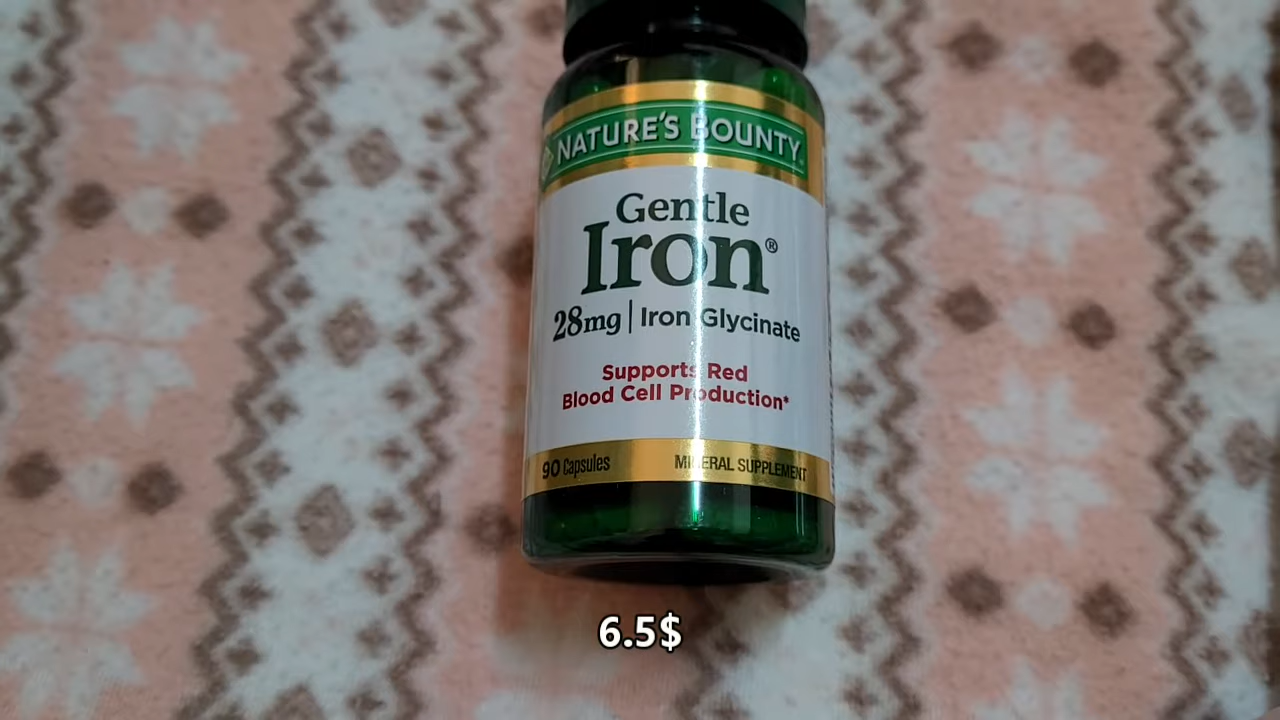 NATURE'S BOUNTY
Gentle
Iron®
28mg | Iron Glycinate
Supports Red
Blood Cell Production*
90 Capsules MINERAL SUPPLEMENT
6.5$